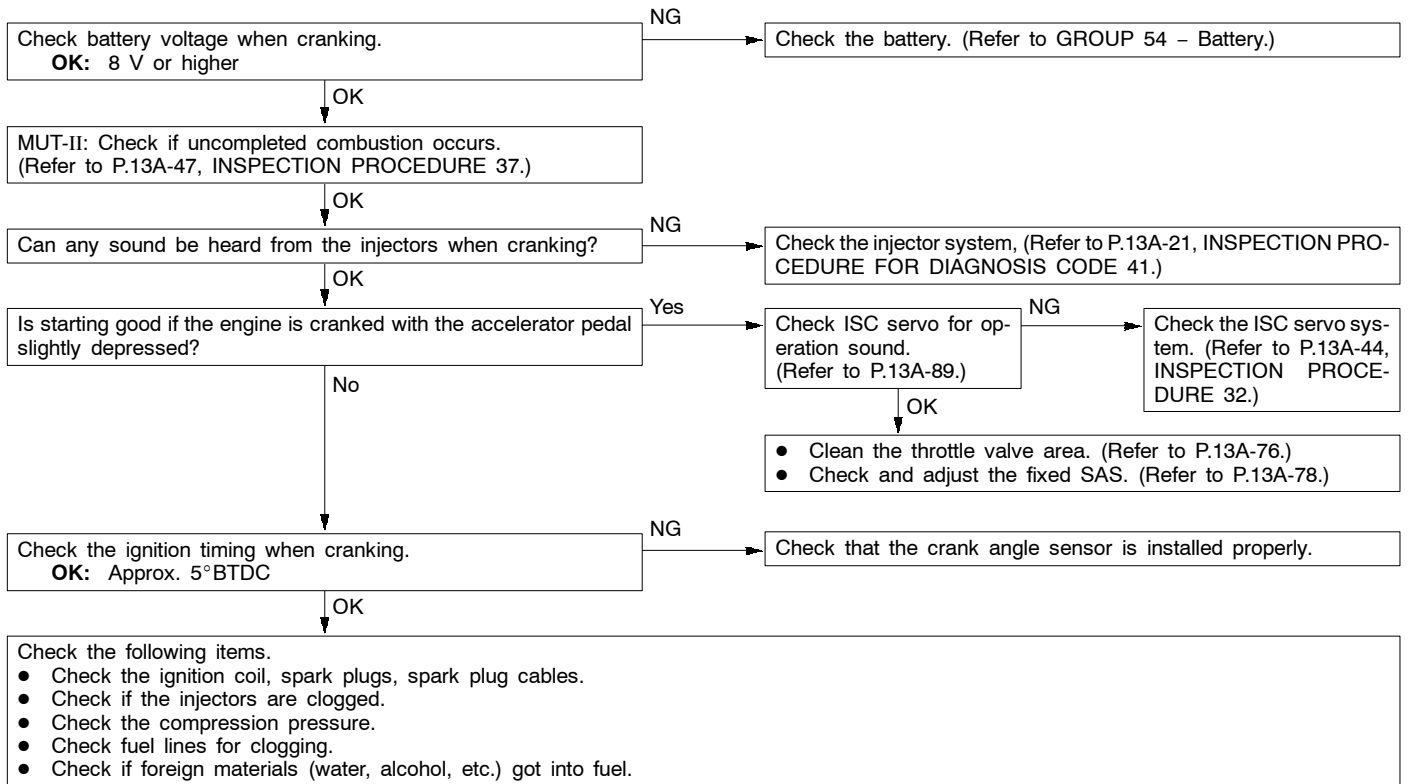 NG
Check battery voltage when cranking.
OK: 8 V or higher
Check the battery. (Refer to GROUP 54 – Battery.)
OK
MUT-II: Check if uncompleted combustion occurs.
(Refer to P.13A-47, INSPECTION PROCEDURE 37.)
OK
NG
Can any sound be heard from the injectors when cranking?
Check the injector system, (Refer to P.13A-21, INSPECTION PRO-
CEDURE FOR DIAGNOSIS CODE 41.)
OK
Yes
Is starting good if the engine is cranked with the accelerator pedal
slightly depressed?
Check ISC servo for op-
eration sound.
(Refer to P.13A-89.)
NG
Check the ISC servo sys-
tem. (Refer to P.13A-44,
INSPECTION PROCE-
DURE 32.)
No
OK
● Clean the throttle valve area. (Refer to P.13A-76.)
● Check and adjust the fixed SAS. (Refer to P.13A-78.)
NG
Check the ignition timing when cranking.
OK: Approx. 5°BTDC
Check that the crank angle sensor is installed properly.
OK
Check the following items.
● Check the ignition coil, spark plugs, spark plug cables.
● Check if the injectors are clogged.
● Check the compression pressure.
● Check fuel lines for clogging.
● Check if foreign materials (water, alcohol, etc.) got into fuel.